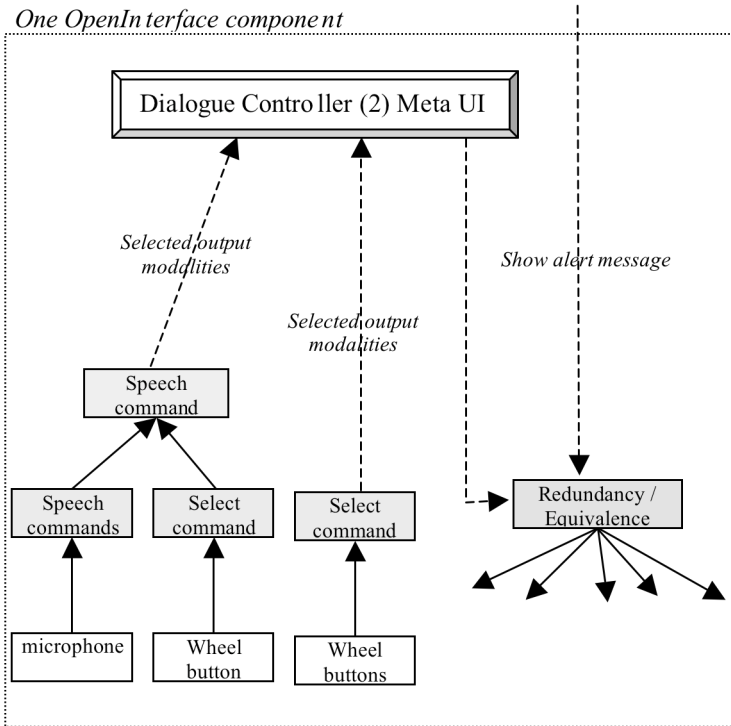 One OpenInterface component
Dialogue Controller (2) Meta UI
Selected output
modalities
Show alert message
Selected output
modalities
Speech
command
Speech
commands
Select
command
Select
command
Redundancy /
Equivalence
microphone
Wheel
button
Wheel
buttons